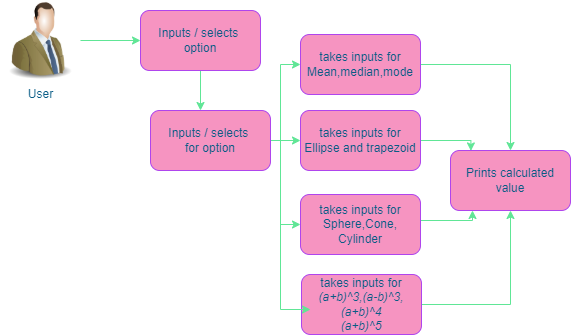 Inputs / selects
option
User
Inputs / selects
for option
takes inputs for
Mean,median,mode
takes inputs for
Ellipse and trapezoid
takes inputs for
Sphere,Cone,
Cylinder
takes inputs for
(a+b)^3,(a-b)^3,
(a+b)^4
(a+b)^5
Prints calculated
value